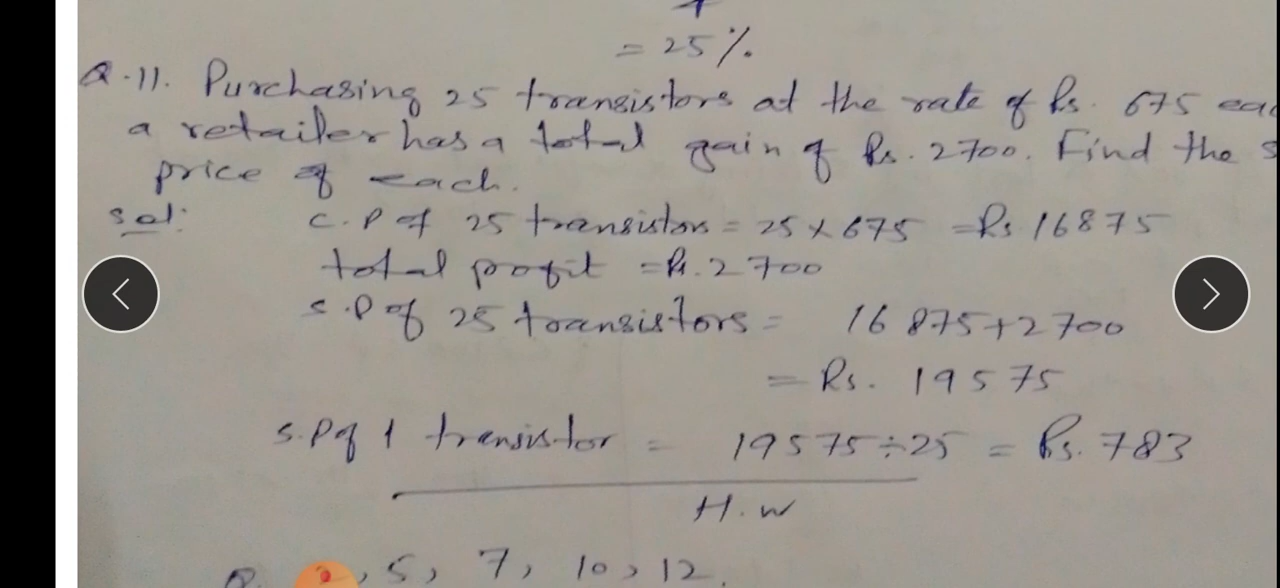 = 25%
Q.11. Purchasing 25 transistors at the rate of Rs. 675 eac
a retailer has a total gain of Rs. 2700. Find the s
price of each.
sol: C.P of 25 transistors = 25 x 675 = Rs. 16875
total profit = Rs. 2700
S.P of 25 transistors = 16875+2700
= Rs. 19575
S.P of 1 transistor = 19575÷25 = Rs. 783
H.W
Q. , 5, 7, 10, 12.